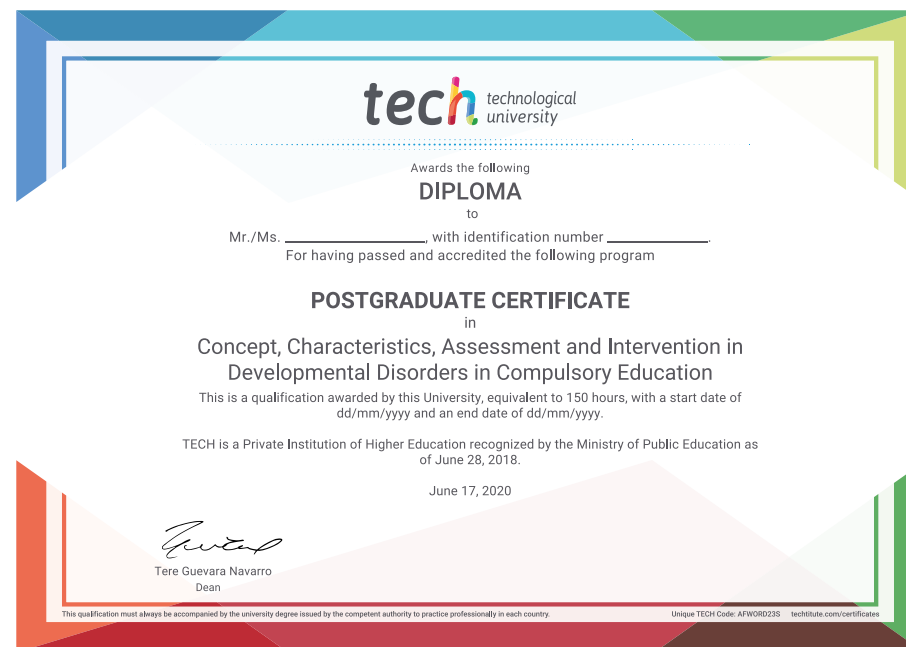 tech technological
university
Awards the following
DIPLOMA
to
Mr./Ms. ____________________, with identification number ______________.
For having passed and accredited the following program
POSTGRADUATE CERTIFICATE
in
Concept, Characteristics, Assessment and Intervention in
Developmental Disorders in Compulsory Education
This is a qualification awarded by this University, equivalent to 150 hours, with a start date of
dd/mm/yyyy and an end date of dd/mm/yyyy.
TECH is a Private Institution of Higher Education recognized by the Ministry of Public Education as
of June 28, 2018.
June 17, 2020
Tere Guevara Navarro
Dean
This qualification must always be accompanied by the university degree issued by the competent authority to practice professionally in each country. Unique TECH Code: AFWORD23S techtitute.com/certificates